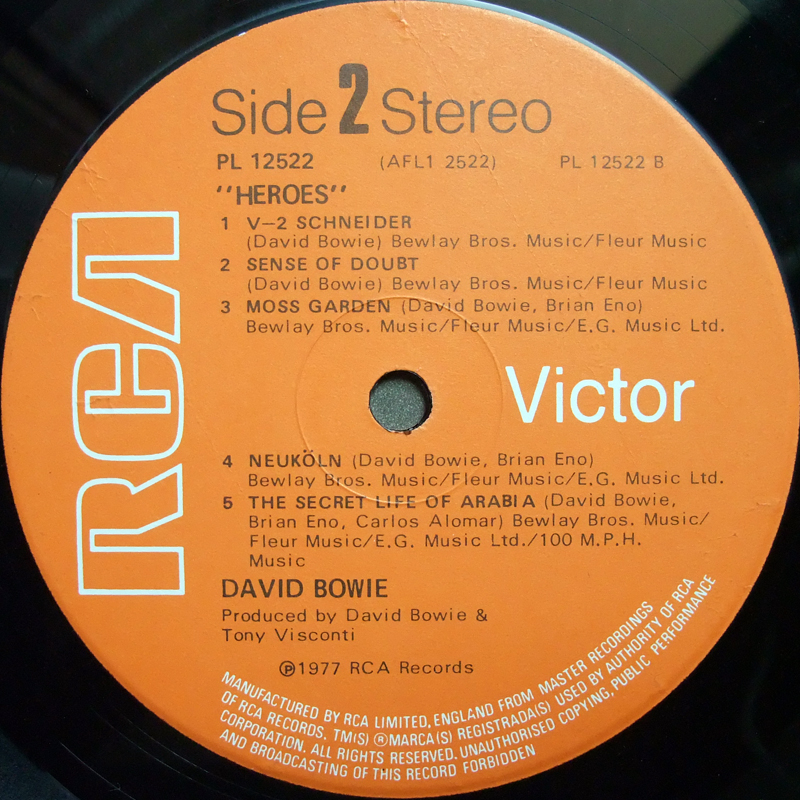 Side 2 Stereo
PL 12522 (AFL1 2522) PL 12522 B
"HEROES"
1 V-2 SCHNEIDER
(David Bowie) Bewlay Bros. Music/Fleur Music
2 SENSE OF DOUBT
(David Bowie) Bewlay Bros. Music/Fleur Music
3 MOSS GARDEN (David Bowie, Brian Eno)
Bewlay Bros. Music/Fleur Music/E.G. Music Ltd.
RCA
Victor
4 NEUKÖLN (David Bowie, Brian Eno)
Bewlay Bros. Music/Fleur Music/E.G. Music Ltd.
5 THE SECRET LIFE OF ARABIA (David Bowie,
Brian Eno, Carlos Alomar) Bewlay Bros. Music/
Fleur Music/E.G. Music Ltd./100 M.P.H.
Music
DAVID BOWIE
Produced by David Bowie &
Tony Visconti
℗1977 RCA Records
MANUFACTURED BY RCA LIMITED, ENGLAND FROM MASTER RECORDINGS
OF RCA RECORDS, TM(S) ® MARCA(S) REGISTRADA(S) USED BY AUTHORITY OF RCA
CORPORATION. ALL RIGHTS RESERVED. UNAUTHORISED COPYING, PUBLIC PERFORMANCE
AND BROADCASTING OF THIS RECORD FORBIDDEN